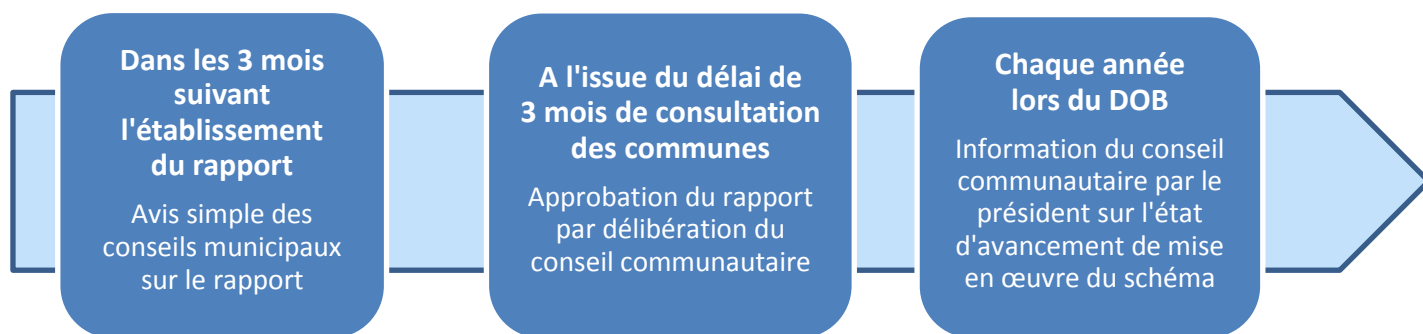 Dans les 3 mois
suivant
l'établissement
du rapport
Avis simple des
conseils municipaux
sur le rapport
A l'issue du délai de
3 mois de consultation
des communes
Approbation du rapport
par délibération du
conseil communautaire
Chaque année
lors du DOB
Information du conseil
communautaire par le
président sur l'état
d'avancement de mise
en œuvre du schéma